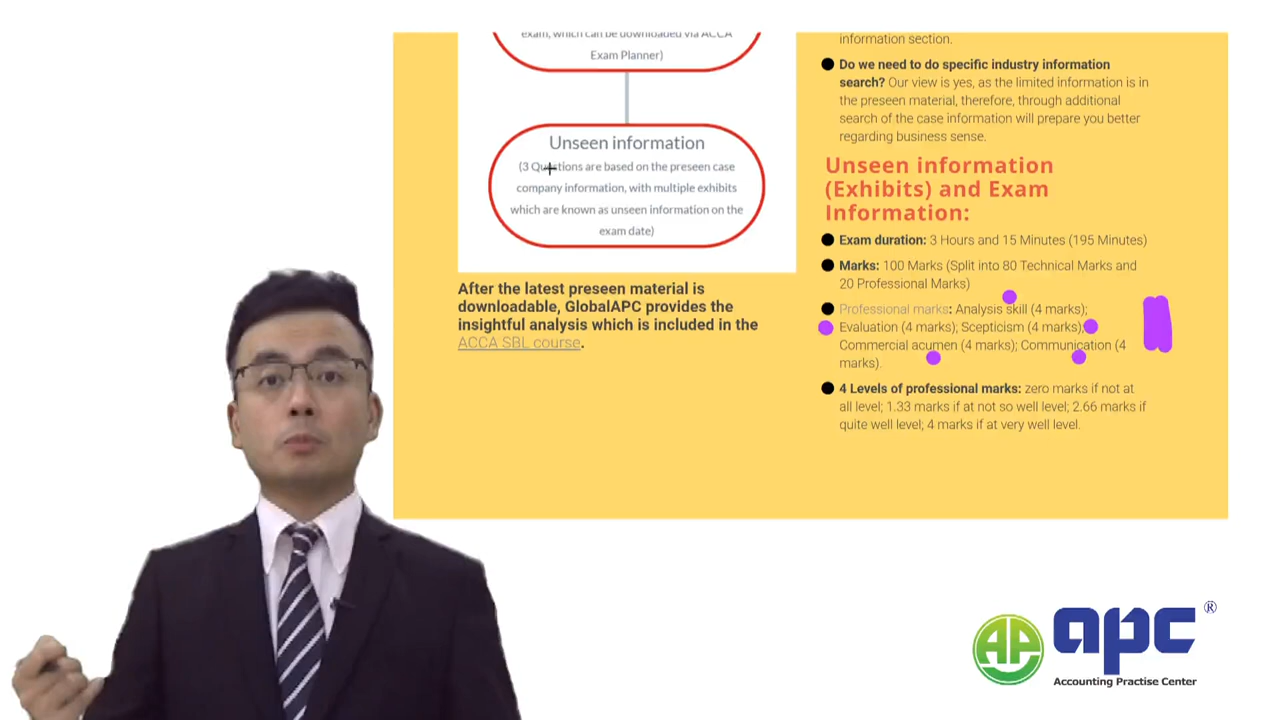 exam, which can be downloaded via ACCA
Exam Planner)
Unseen information
(3 Questions are based on the preseen case
company information, with multiple exhibits
which are known as unseen information on the
exam date)
After the latest preseen material is
downloadable, GlobalAPC provides the
insightful analysis which is included in the
ACCA SBL course.
information section.
Do we need to do specific industry information
search? Our view is yes, as the limited information is in
the preseen material, therefore, through additional
search of the case information will prepare you better
regarding business sense.
Unseen information
(Exhibits) and Exam
Information:
Exam duration: 3 Hours and 15 Minutes (195 Minutes)
Marks: 100 Marks (Split into 80 Technical Marks and
20 Professional Marks)
Professional marks: Analysis skill (4 marks);
Evaluation (4 marks); Scepticism (4 marks);
Commercial acumen (4 marks); Communication (4
marks).
4 Levels of professional marks: zero marks if not at
all level; 1.33 marks if at not so well level; 2.66 marks if
quite well level; 4 marks if at very well level.
AP apc ®
Accounting Practise Center